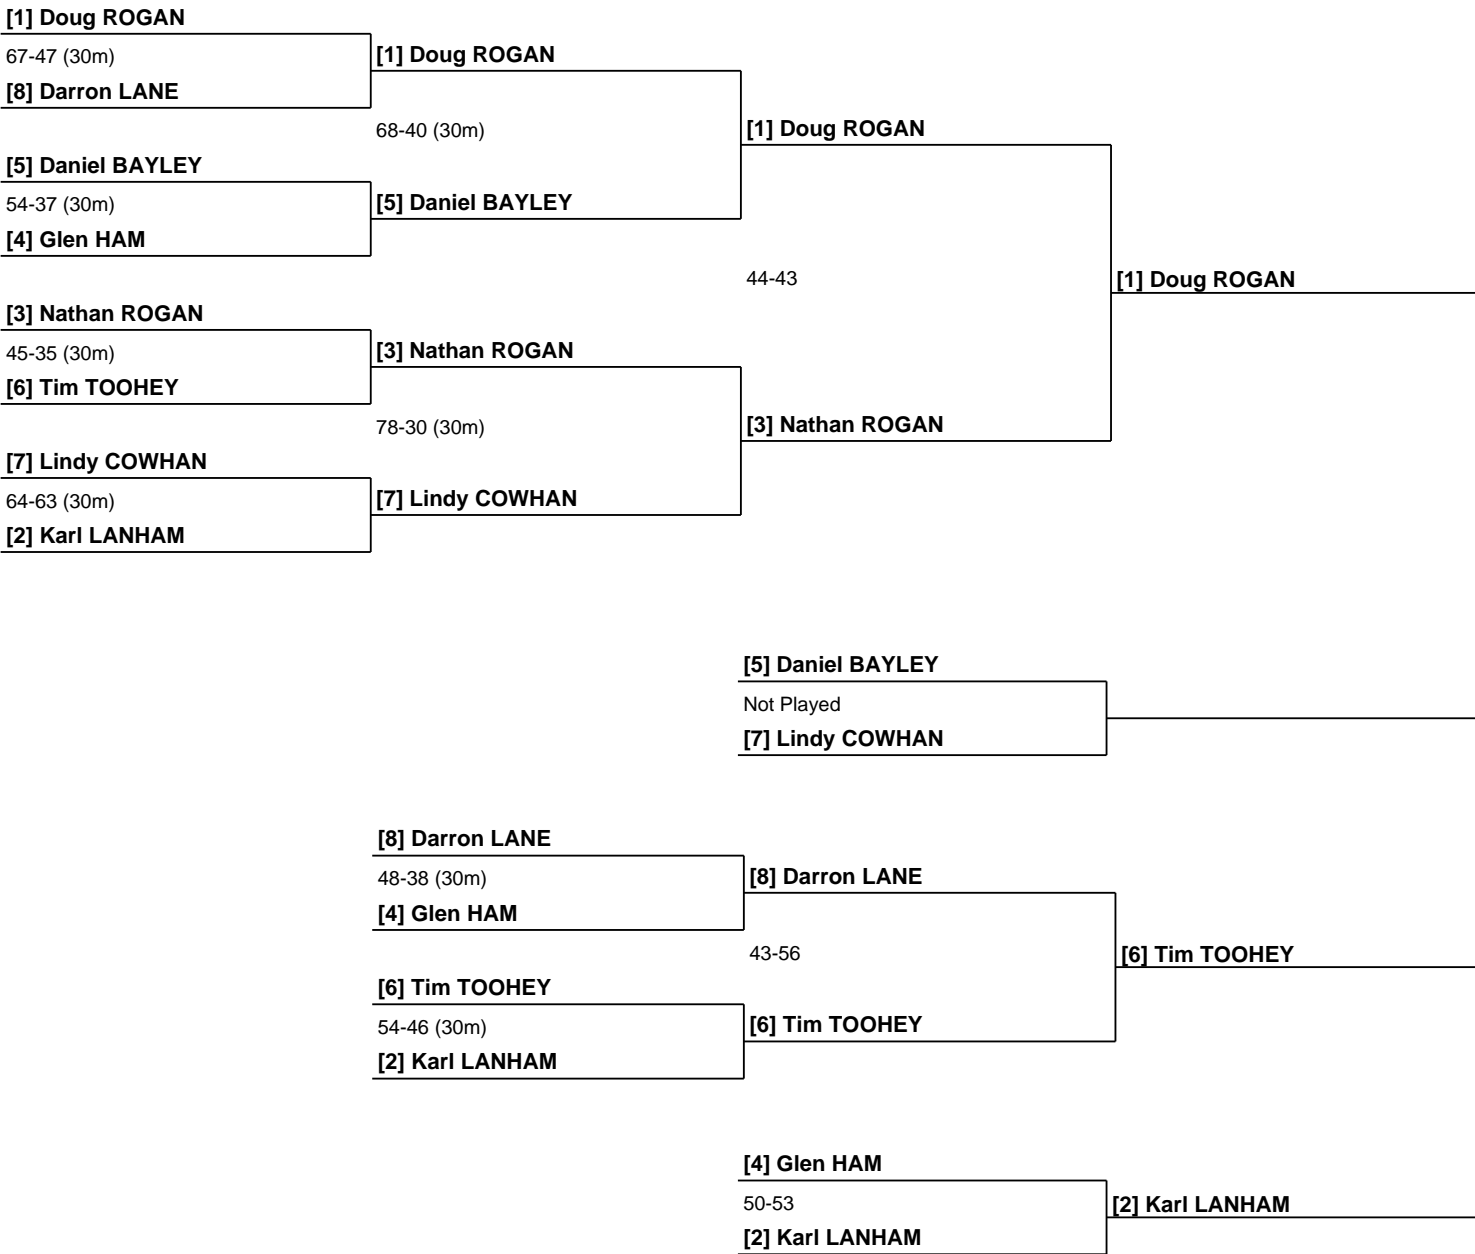 [1] Doug ROGAN
67-47 (30m)
[1] Doug ROGAN
[8] Darron LANE
68-40 (30m)
[1] Doug ROGAN
[5] Daniel BAYLEY
54-37 (30m)
[5] Daniel BAYLEY
[4] Glen HAM
44-43
[1] Doug ROGAN
[3] Nathan ROGAN
45-35 (30m)
[3] Nathan ROGAN
[6] Tim TOOHEY
78-30 (30m)
[3] Nathan ROGAN
[7] Lindy COWHAN
64-63 (30m)
[7] Lindy COWHAN
[2] Karl LANHAM
[5] Daniel BAYLEY
Not Played
[7] Lindy COWHAN
[8] Darron LANE
48-38 (30m)
[8] Darron LANE
[4] Glen HAM
43-56
[6] Tim TOOHEY
[6] Tim TOOHEY
54-46 (30m)
[6] Tim TOOHEY
[2] Karl LANHAM
[4] Glen HAM
50-53
[2] Karl LANHAM
[2] Karl LANHAM